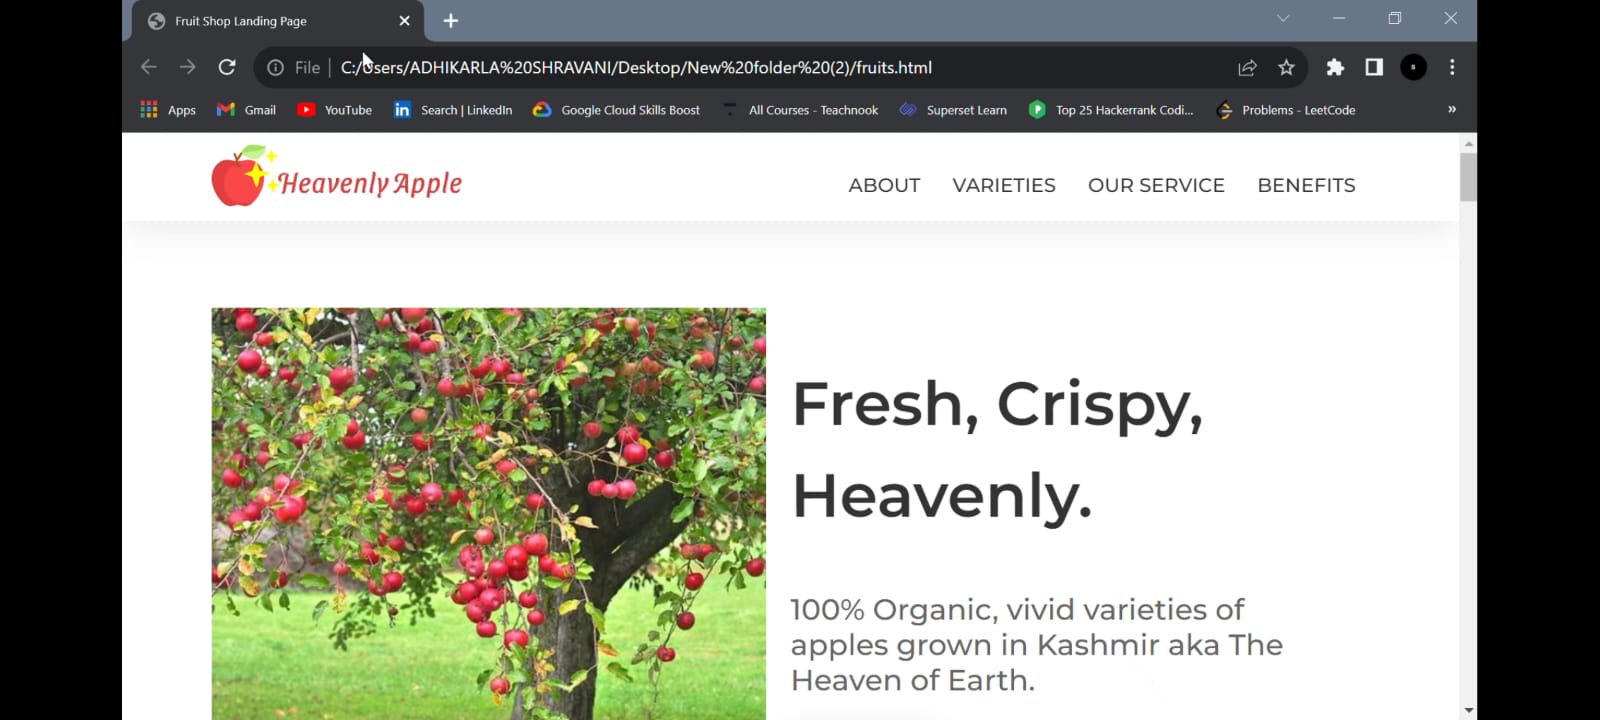 Fruit Shop Landing Page
File | C:/Users/ADHIKARLA%20SHRAVANI/Desktop/New%20folder%20(2)/fruits.html
Apps Gmail YouTube Search | LinkedIn Google Cloud Skills Boost All Courses - Teachnook Superset Learn Top 25 Hackerrank Codi... Problems - LeetCode »
Heavenly Apple ABOUT VARIETIES OUR SERVICE BENEFITS
Fresh, Crispy,
Heavenly.
100% Organic, vivid varieties of
apples grown in Kashmir aka The
Heaven of Earth.